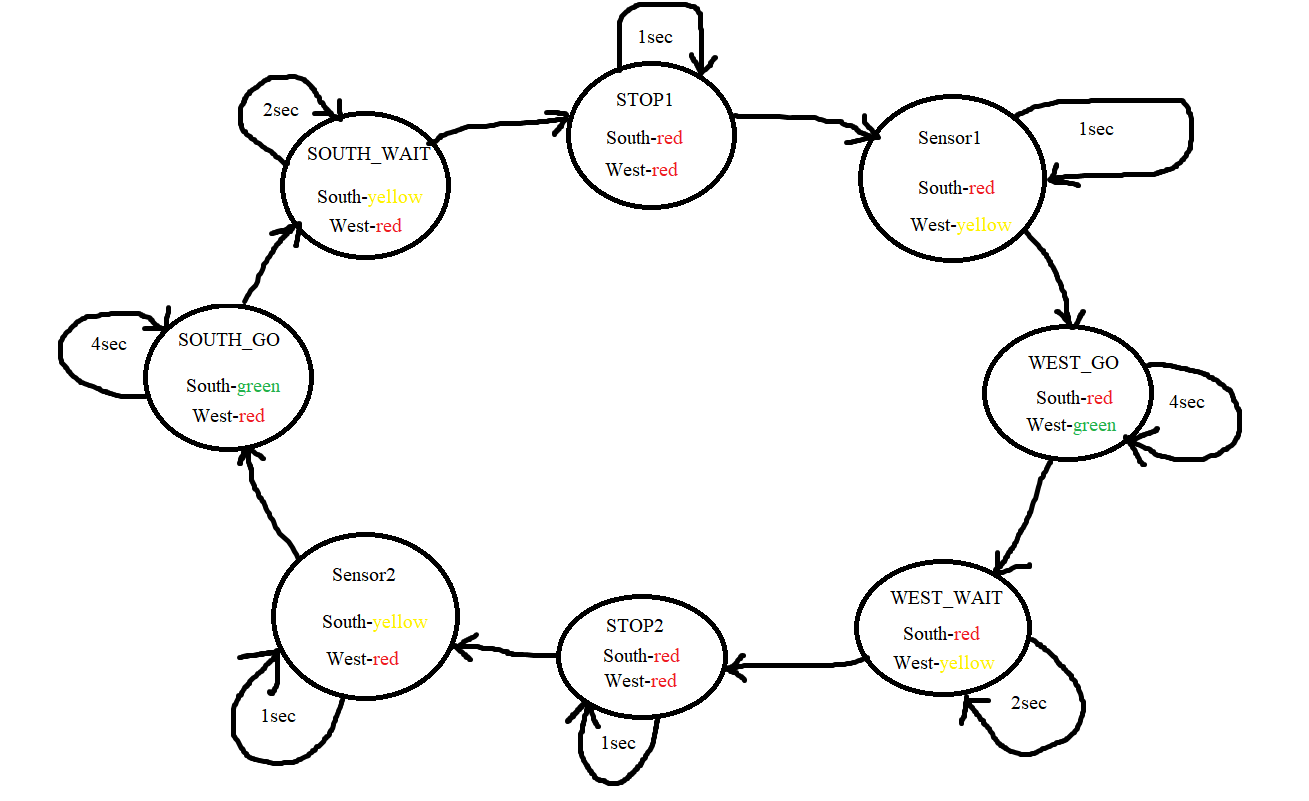 1sec
STOP1
South-red
West-red
2sec
SOUTH_WAIT
South-yellow
West-red
Sensor1
South-red
West-yellow
1sec
SOUTH_GO
South-green
West-red
4sec
WEST_GO
South-red
West-green
4sec
Sensor2
South-yellow
West-red
1sec
STOP2
South-red
West-red
1sec
WEST_WAIT
South-red
West-yellow
2sec